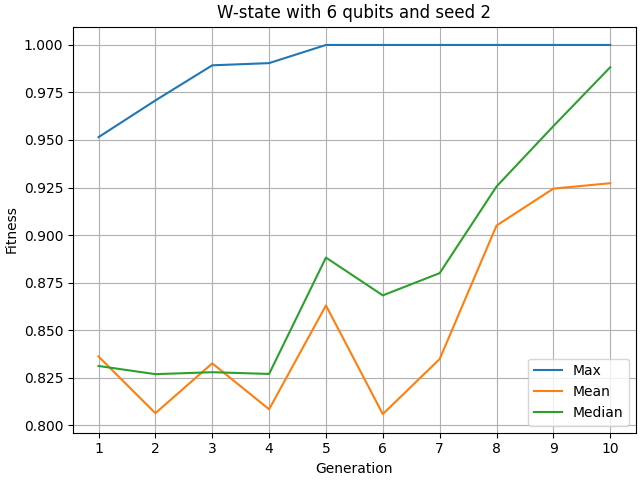 W-state with 6 qubits and seed 2
Fitness
1.000
0.975
0.950
0.925
0.900
0.875
0.850
0.825
0.800
1 2 3 4 5 6 7 8 9 10
Generation
Max
Mean
Median